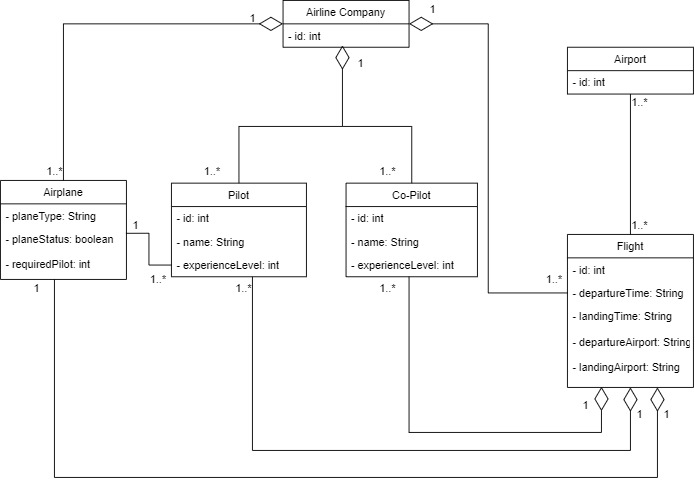 Airline Company
- id: int
1
1
1
Airport
- id: int
1..*
1..*
1..*
1..*
Airplane
- planeType: String
- planeStatus: boolean
- requiredPilot: int
1
1..*
Pilot
- id: int
- name: String
- experienceLevel: int
Co-Pilot
- id: int
- name: String
- experienceLevel: int
1..*
1..*
Flight
- id: int
- departureTime: String
- landingTime: String
- departureAirport: String
- landingAirport: String
1
1..*
1..*
1
1
1